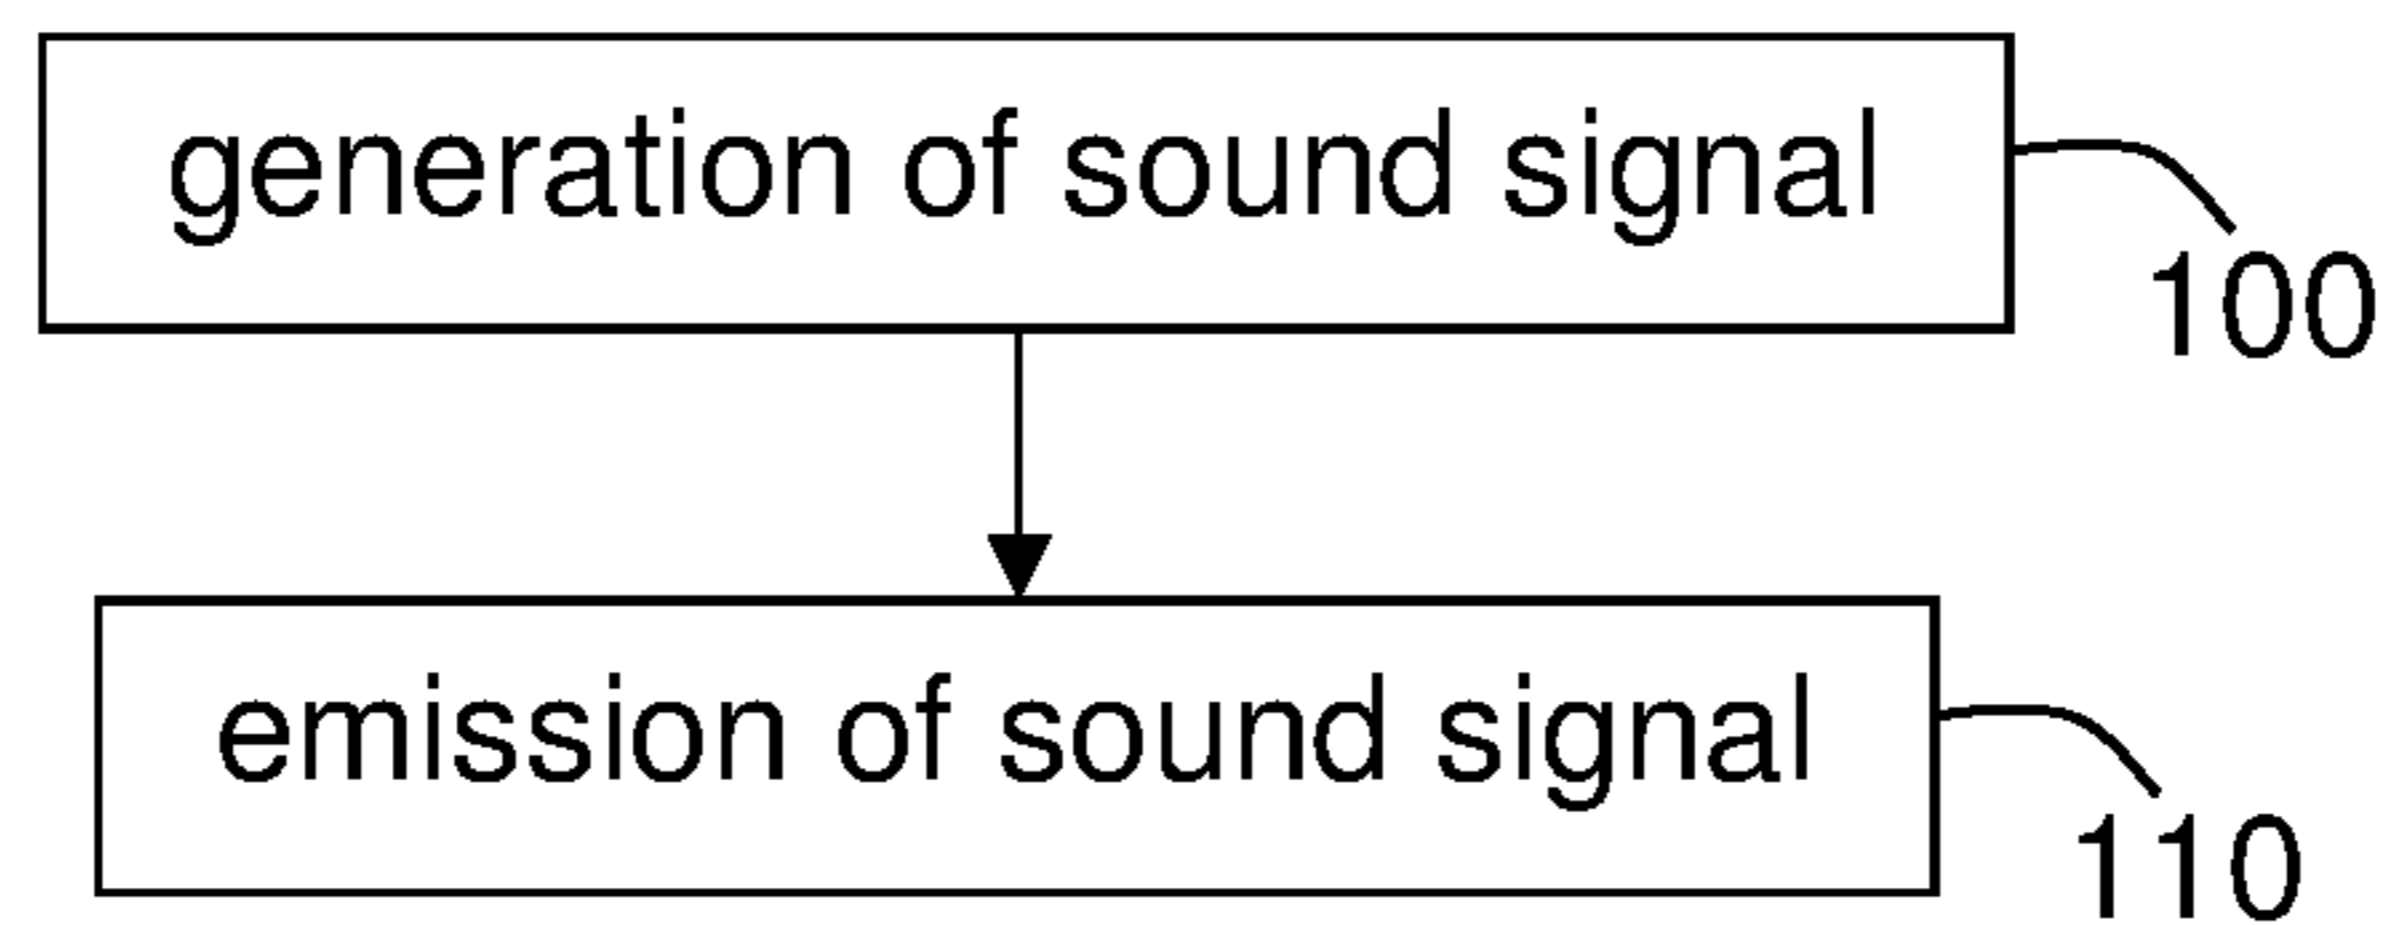 generation of sound signal
100
emission of sound signal
110